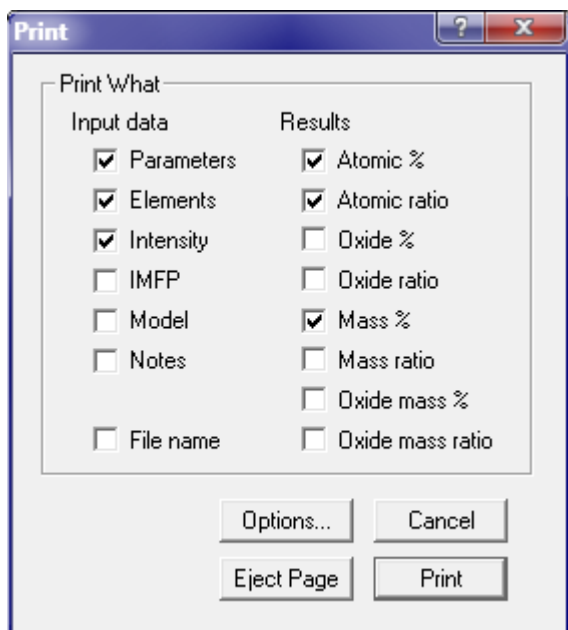 Print
?
X
Print What
Input data Results
Parameters Atomic %
Elements Atomic ratio
Intensity Oxide %
IMFP Oxide ratio
Model Mass %
Notes Mass ratio
Oxide mass %
File name Oxide mass ratio
Options... Cancel
Eject Page Print